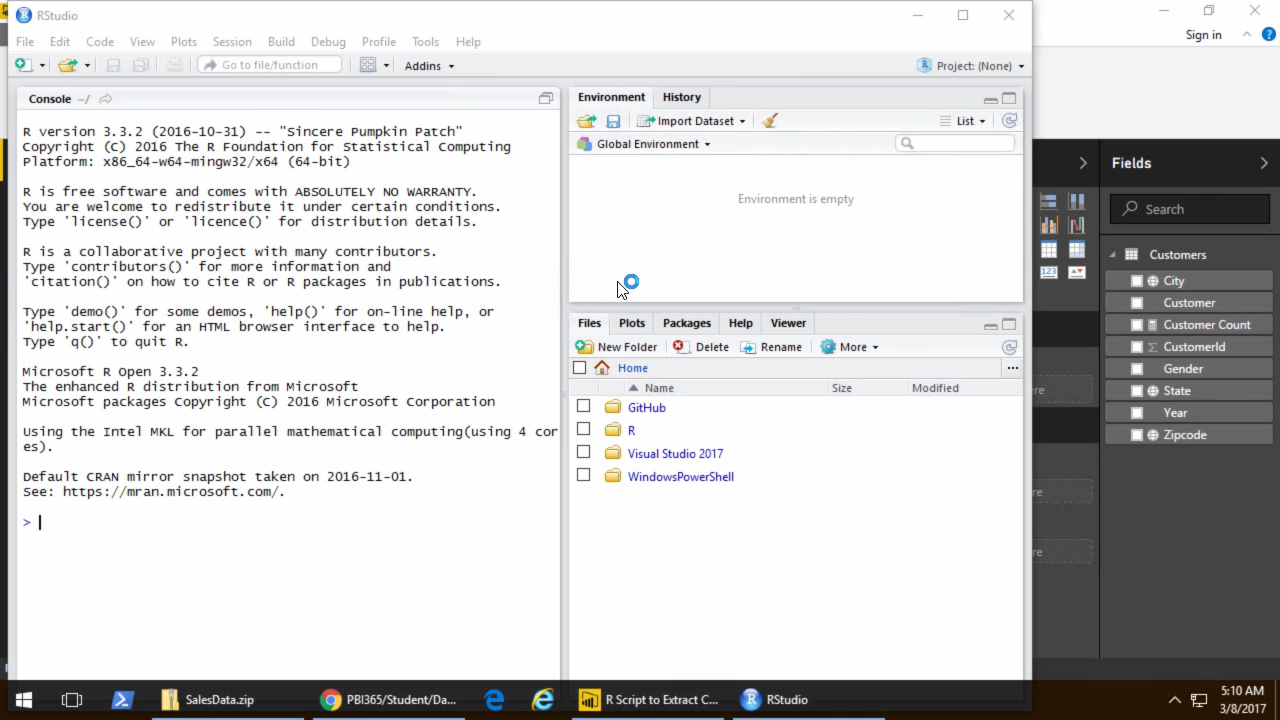 RStudio
Sign in
File Edit Code View Plots Session Build Debug Profile Tools Help
Go to file/function
Addins
Project: (None)
Console ~/
R version 3.3.2 (2016-10-31) -- "Sincere Pumpkin Patch"
Copyright (C) 2016 The R Foundation for Statistical Computing
Platform: x86_64-w64-mingw32/x64 (64-bit)
R is free software and comes with ABSOLUTELY NO WARRANTY.
You are welcome to redistribute it under certain conditions.
Type 'license()' or 'licence()' for distribution details.
R is a collaborative project with many contributors.
Type 'contributors()' for more information and
'citation()' on how to cite R or R packages in publications.
Type 'demo()' for some demos, 'help()' for on-line help, or
'help.start()' for an HTML browser interface to help.
Type 'q()' to quit R.
Microsoft R Open 3.3.2
The enhanced R distribution from Microsoft
Microsoft packages Copyright (C) 2016 Microsoft Corporation
Using the Intel MKL for parallel mathematical computing(using 4 cor
es).
Default CRAN mirror snapshot taken on 2016-11-01.
See: https://mran.microsoft.com/.
>
Environment History
Import Dataset
List
Global Environment
Environment is empty
Files Plots Packages Help Viewer
New Folder Delete Rename More
Home
Name Size Modified
GitHub
R
Visual Studio 2017
WindowsPowerShell
Fields
Search
Customers
City
Customer
Customer Count
CustomerId
Gender
State
Year
Zipcode
123
re
re
re
SalesData.zip
PBI365/Student/Da...
R Script to Extract C...
RStudio
5:10 AM
3/8/2017